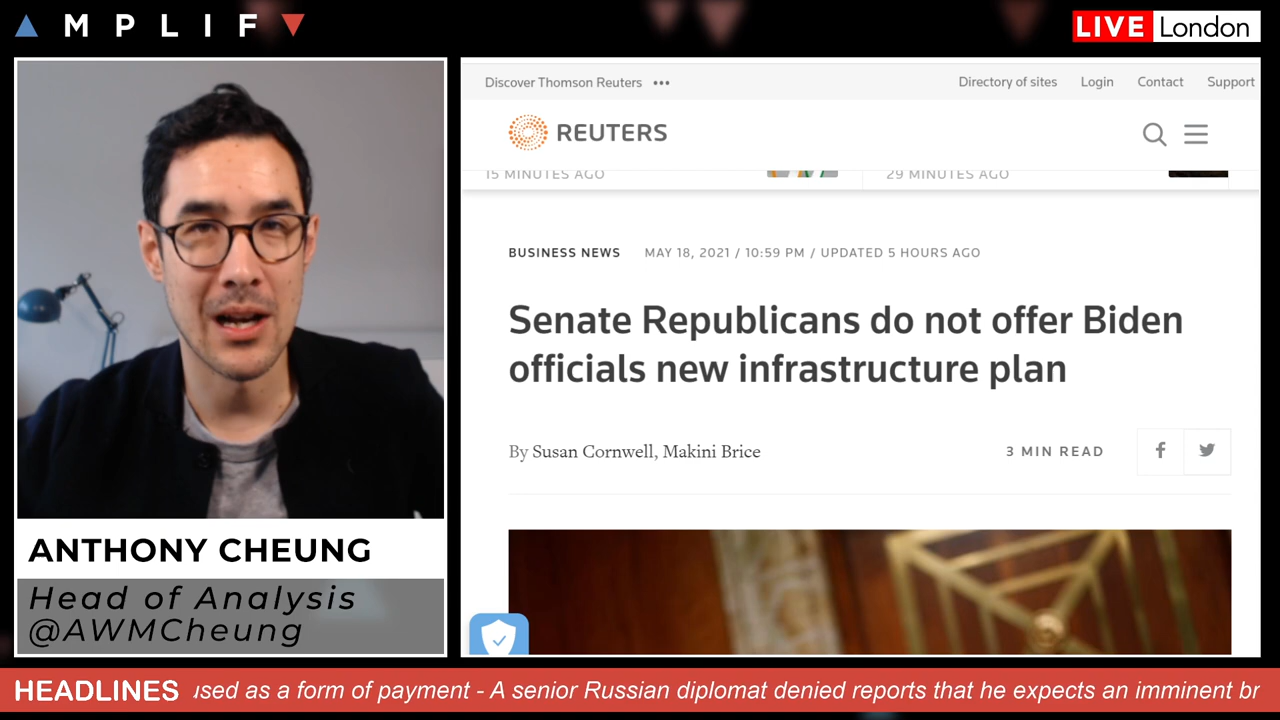 MPLIF
LIVE London
Discover Thomson Reuters •••
Directory of sites Login Contact Support
REUTERS
15 MINUTES AGO
29 MINUTES AGO
BUSINESS NEWS MAY 18, 2021 / 10:59 PM / UPDATED 5 HOURS AGO
Senate Republicans do not offer Biden
officials new infrastructure plan
By Susan Cornwell, Makini Brice
3 MIN READ
ANTHONY CHEUNG
Head of Analysis
@AWMCheung
HEADLINES used as a form of payment - A senior Russian diplomat denied reports that he expects an imminent br